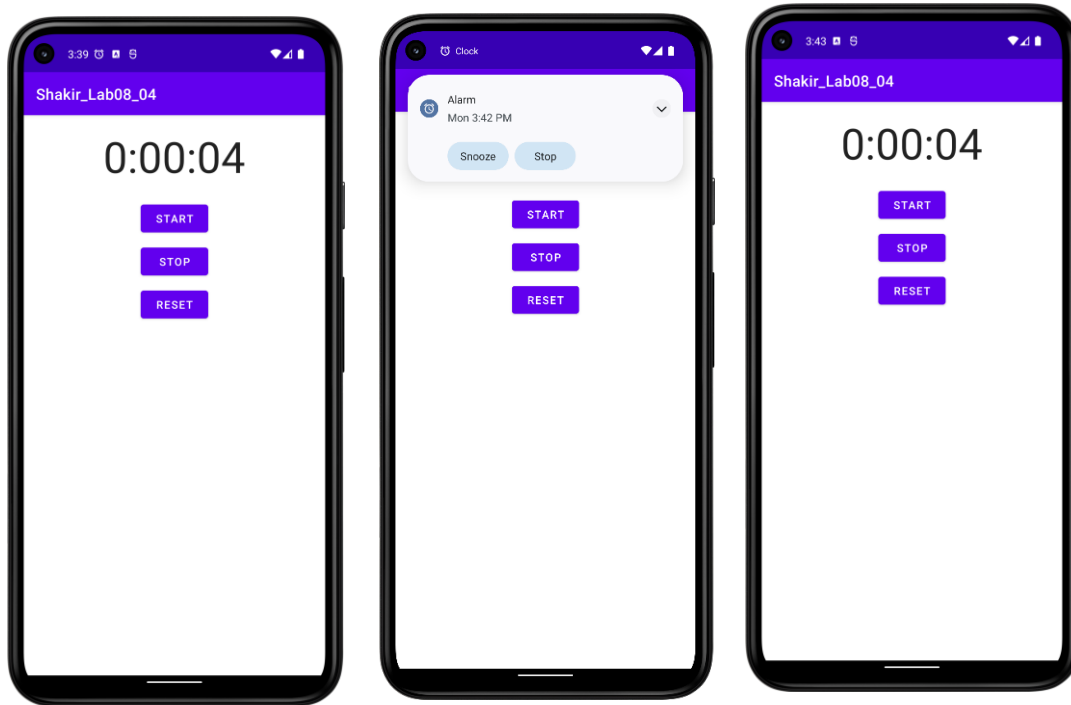 3:39
Shakir_Lab08_04
0:00:04
START
STOP
RESET
Clock
Alarm
Mon 3:42 PM
Snooze Stop
START
STOP
RESET
3:43
Shakir_Lab08_04
0:00:04
START
STOP
RESET